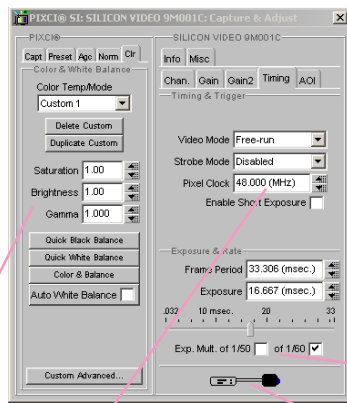 PIXCI® SI: SILICON VIDEO 9M001C: Capture & Adjust
PIXCI®
Capt Preset Agc Norm Clr
Color & White Balance
Color Temp/Mode
Custom 1
Delete Custom
Duplicate Custom
Saturation 1.00
Brightness 1.00
Gamma 1.000
Quick Black Balance
Quick White Balance
Color & Balance
Auto White Balance
Custom Advanced...
SILICON VIDEO 9M001C
Info Misc
Chan. Gain Gain2 Timing AOI
Timing & Trigger
Video Mode Free-run
Strobe Mode Disabled
Pixel Clock 48.000 (MHz)
Enable Short Exposure
Exposure & Rate
Frame Period 33.306 (msec.)
Exposure 16.667 (msec.)
.032 10 msec. 20 33
Exp. Mult. of 1/50 of 1/60